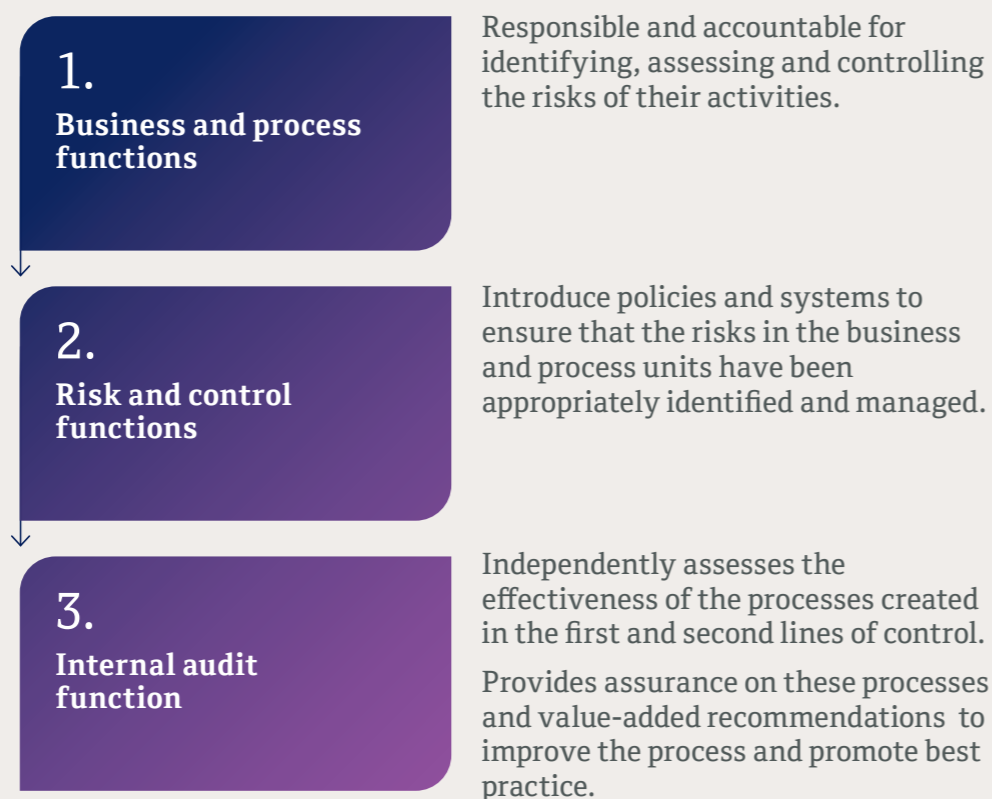 1.
Business and process
functions
Responsible and accountable for
identifying, assessing and controlling
the risks of their activities.
2.
Risk and control
functions
Introduce policies and systems to
ensure that the risks in the business
and process units have been
appropriately identified and managed.
3.
Internal audit
function
Independently assesses the
effectiveness of the processes created
in the first and second lines of control.
Provides assurance on these processes
and value-added recommendations to
improve the process and promote best
practice.